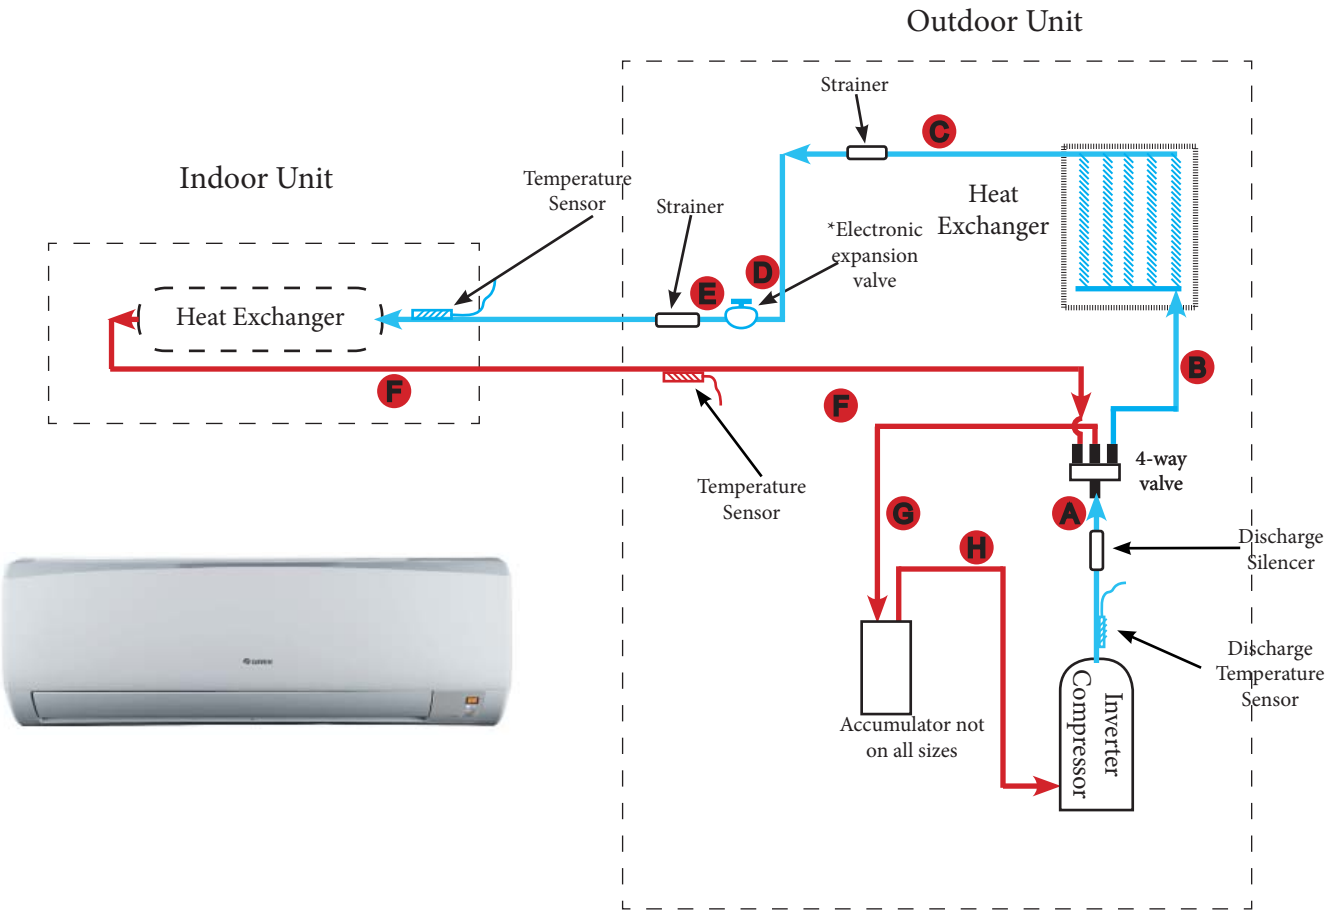 Outdoor Unit
Strainer
C
Indoor Unit
Temperature
Sensor
Strainer
Heat
Exchanger
*Electronic
expansion
valve
D
E
Heat Exchanger
B
F
F
4-way
valve
Temperature
Sensor
G
A
H
Discharge
Silencer
Discharge
Temperature
Sensor
Accumulator not
on all sizes
Inverter
Compressor
GREE